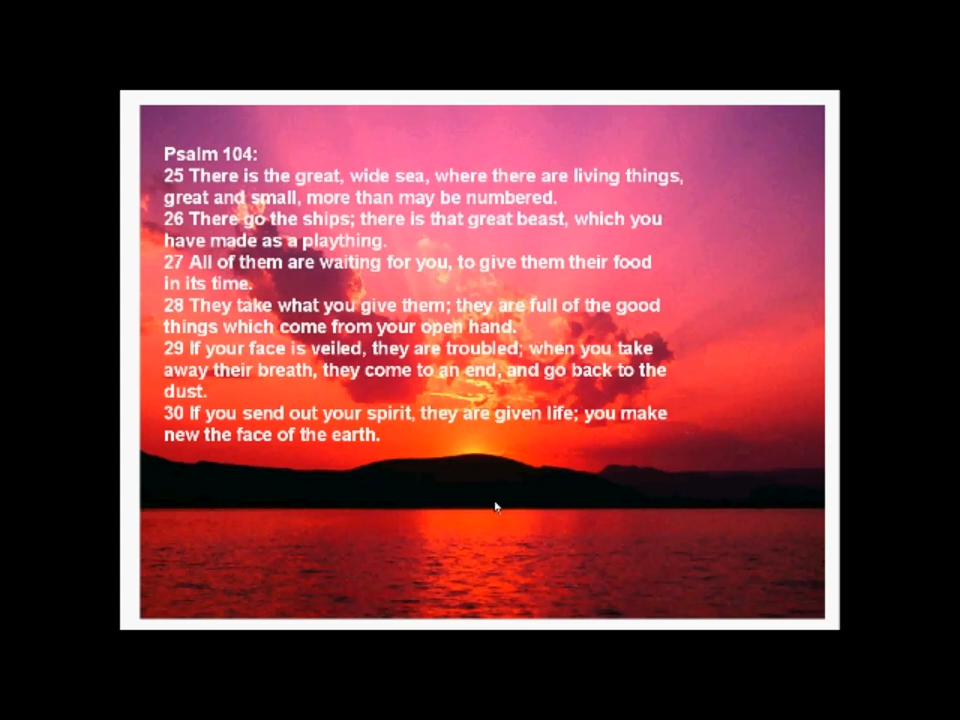 Psalm 104:
25 There is the great, wide sea, where there are living things,
great and small, more than may be numbered.
26 There go the ships; there is that great beast, which you
have made as a plaything.
27 All of them are waiting for you, to give them their food
in its time.
28 They take what you give them; they are full of the good
things which come from your open hand.
29 If your face is veiled, they are troubled; when you take
away their breath, they come to an end, and go back to the
dust.
30 If you send out your spirit, they are given life; you make
new the face of the earth.